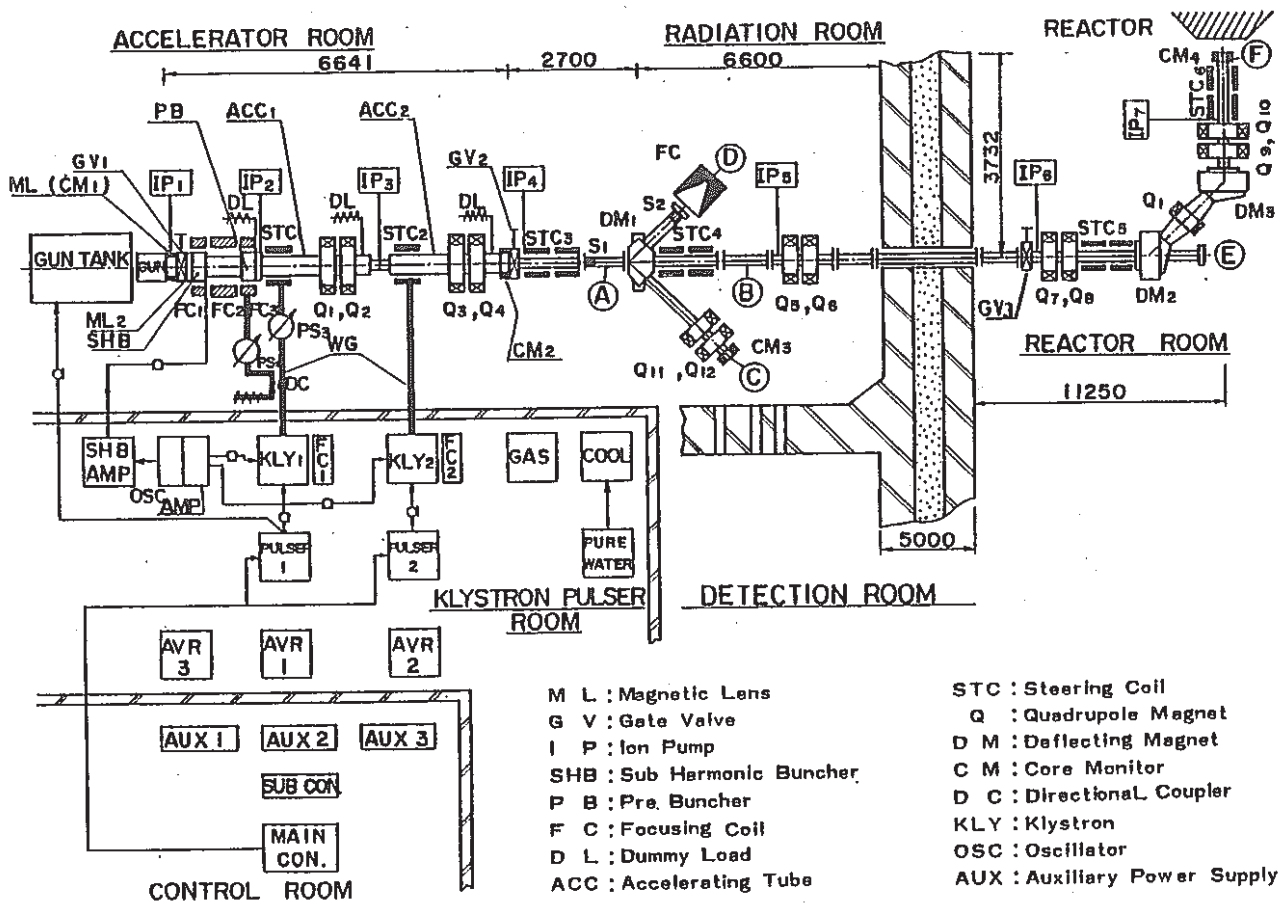 ACCELERATOR ROOM
RADIATION ROOM
REACTOR
6641
2700
6600
CM4
F
STC6
IP7
Q9, Q10
PB
ACC1
ACC2
GV1
ML (CM1)
IP1
IP2
IP3
GV2
IP4
FC
D
IP5
3732
IP6
Q1
DM3
DL
DL
DL
STC1
STC2
STC3
S1
DM1
S2
STC4
STC5
GUN TANK
GUN
A
B
E
FC1
FC2
FC3
Q1, Q2
Q3, Q4
Q5, Q6
GV3
Q7, Q8
DM2
ML2
SHB
PS3
WG
CM2
CM3
Q11, Q12
C
REACTOR ROOM
DC
11250
SHB
AMP
OSC
AMP
KLY1
FC1
KLY2
FC2
GAS
COOL
PULSER
1
PULSER
2
PURE
WATER
5000
KLYSTRON PULSER
ROOM
DETECTION ROOM
AVR
3
AVR
1
AVR
2
AUX 1
AUX 2
AUX 3
SUB CON.
MAIN
CON.
CONTROL ROOM
M L : Magnetic Lens
G V : Gate Valve
I P : Ion Pump
SHB : Sub Harmonic Buncher
P B : Pre. Buncher
F C : Focusing Coil
D L : Dummy Load
ACC : Accelerating Tube
STC : Steering Coil
Q : Quadrupole Magnet
D M : Deflecting Magnet
C M : Core Monitor
D C : Directional Coupler
KLY : Klystron
OSC : Oscillator
AUX : Auxiliary Power Supply